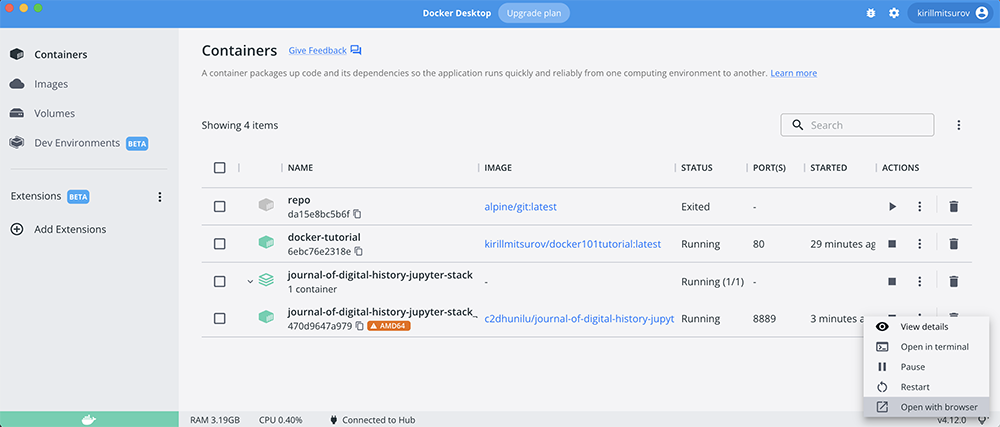 Docker Desktop Upgrade plan kirillmitsurov
Containers
Images
Volumes
Dev Environments BETA
Extensions BETA
Add Extensions
Containers Give Feedback
A container packages up code and its dependencies so the application runs quickly and reliably from one computing environment to another. Learn more
Showing 4 items Search
NAME IMAGE STATUS PORT(S) STARTED ACTIONS
repo
da15e8bc5b6f alpine/git:latest Exited -
docker-tutorial
6ebc76e2318e kirillmitsurov/docker101tutorial:latest Running 80 29 minutes ag
journal-of-digital-history-jupyter-stack
1 container - Running (1/1) -
journal-of-digital-history-jupyter-stack_
470d9647a979 AMD64 c2dhunilu/journal-of-digital-history-jupyt Running 8889 3 minutes a
View details
Open in terminal
Pause
Restart
Open with browser
RAM 3.19GB CPU 0.40% Connected to Hub v4.12.0